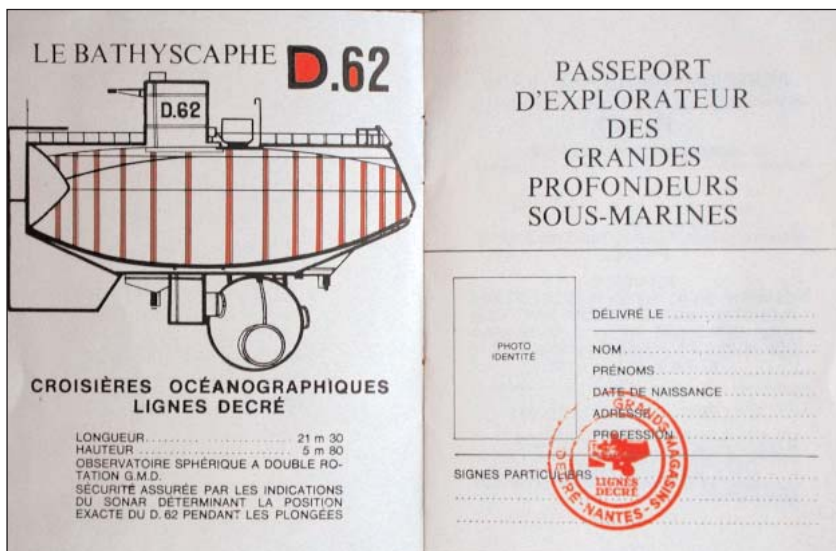 LE BATHYSCAPHE D.62
D.62
CROISIÈRES OCÉANOGRAPHIQUES
LIGNES DECRÉ
LONGUEUR.......................... 21 m 30
HAUTEUR ............................ 5 m 80
OBSERVATOIRE SPHÉRIQUE A DOUBLE RO-
TATION G.M.D.
SÉCURITÉ ASSURÉE PAR LES INDICATIONS
DU SONAR DÉTERMINANT LA POSITION
EXACTE DU D. 62 PENDANT LES PLONGÉES
PASSEPORT
D'EXPLORATEUR
DES
GRANDES
PROFONDEURS
SOUS-MARINES
PHOTO
IDENTITÉ
DÉLIVRÉ LE
NOM
PRÉNOMS
DATE DE NAISSANCE
ADRESSE
PROFESSION
SIGNES PARTICULIERS
GRANDS MAGASINS
DECRÉ-NANTES-
LIGNES
DECRÉ